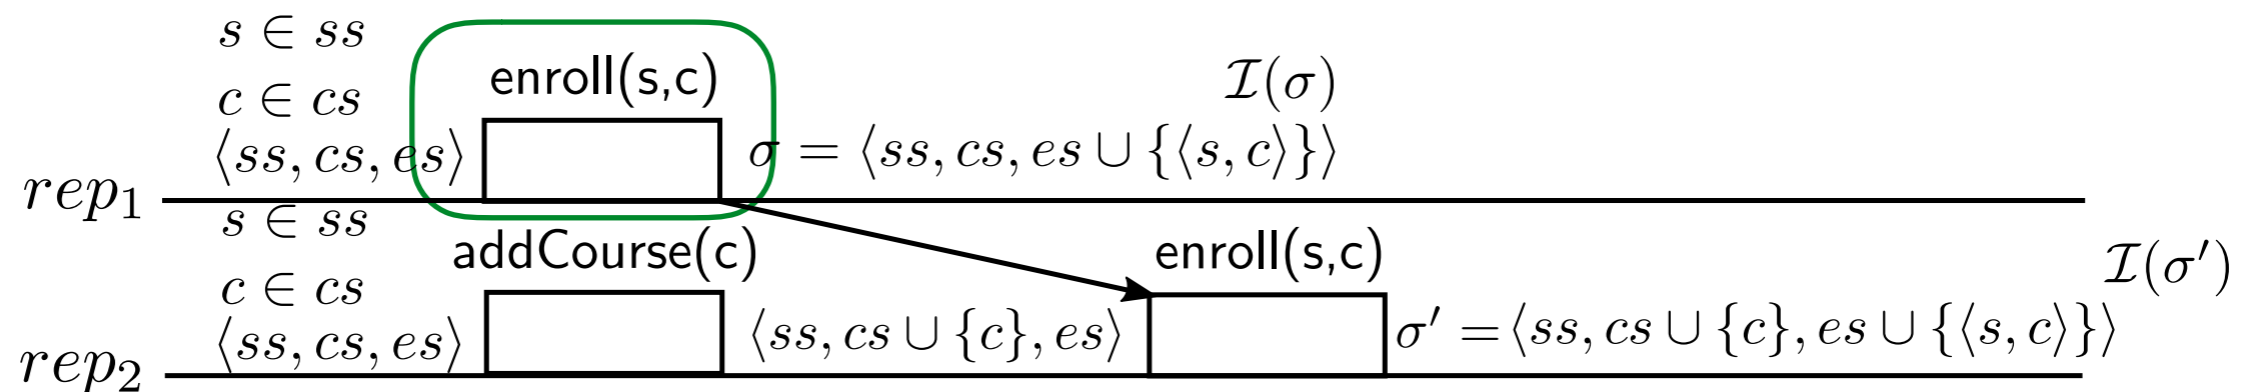 s ∈ ss
c ∈ cs
enroll(s,c)
𝓘(σ)
⟨ss, cs, es⟩
σ = ⟨ss, cs, es ∪ {⟨s, c⟩}⟩
rep₁
s ∈ ss
addCourse(c)
enroll(s,c)
c ∈ cs
𝓘(σ′)
⟨ss, cs, es⟩
⟨ss, cs ∪ {c}, es⟩
σ′ = ⟨ss, cs ∪ {c}, es ∪ {⟨s, c⟩}⟩
rep₂